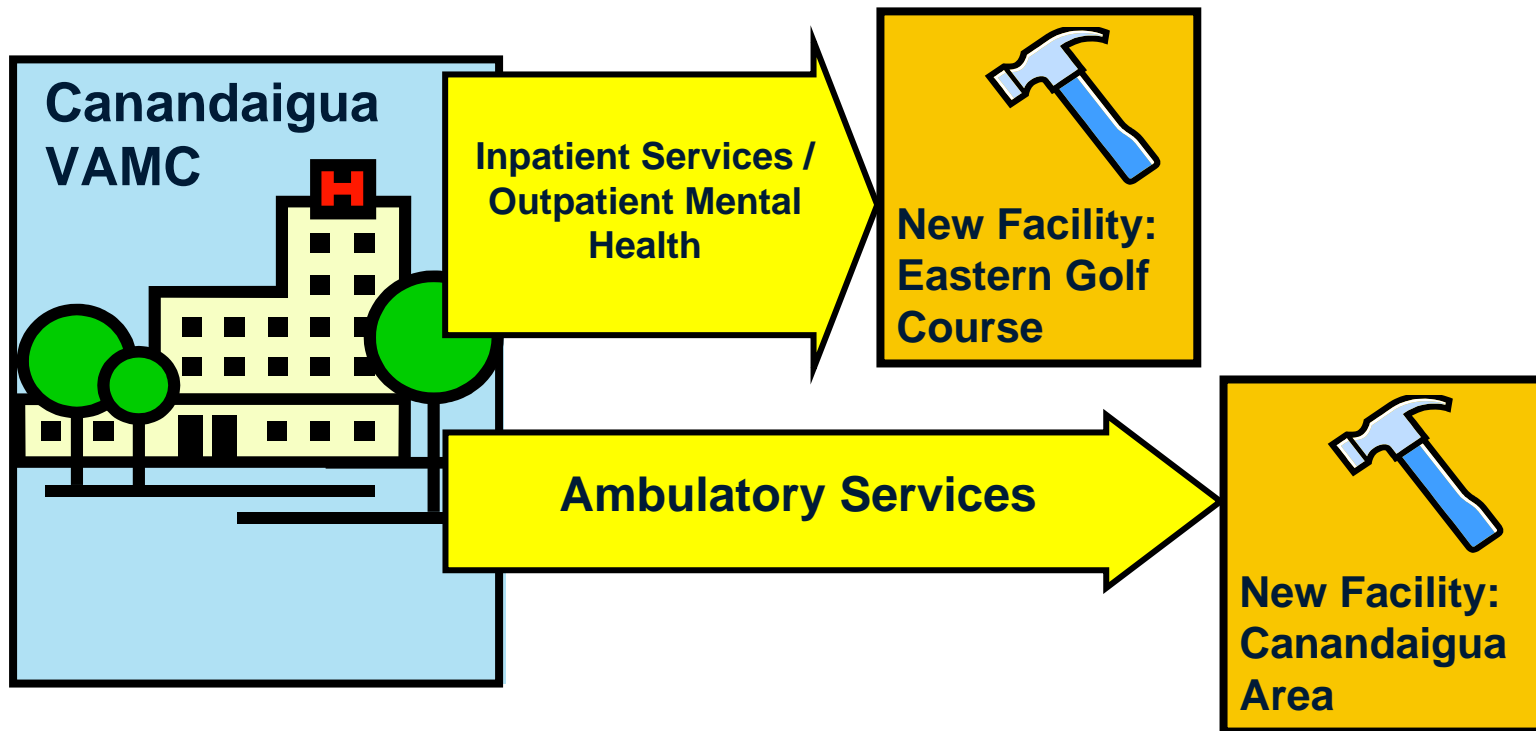 Canandaigua
VAMC
H
Inpatient Services /
Outpatient Mental
Health
New Facility:
Eastern Golf
Course
Ambulatory Services
New Facility:
Canandaigua
Area